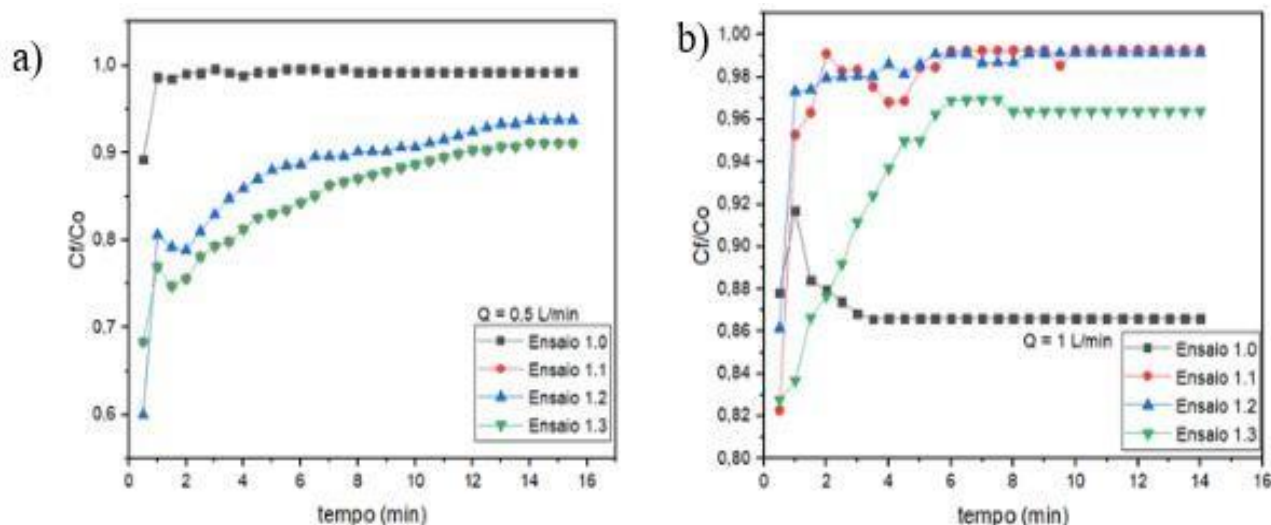 a)
Cf/Co
1,0
0,9
0,8
0,7
0,6
0 2 4 6 8 10 12 14 16
tempo (min)
Q = 0,5 L/min
Ensaio 1.0
Ensaio 1.1
Ensaio 1.2
Ensaio 1.3
b)
Cf/Co
1,00
0,98
0,96
0,94
0,92
0,90
0,88
0,86
0,84
0,82
0,80
0 2 4 6 8 10 12 14 16
tempo (min)
Q = 1 L/min
Ensaio 1.0
Ensaio 1.1
Ensaio 1.2
Ensaio 1.3